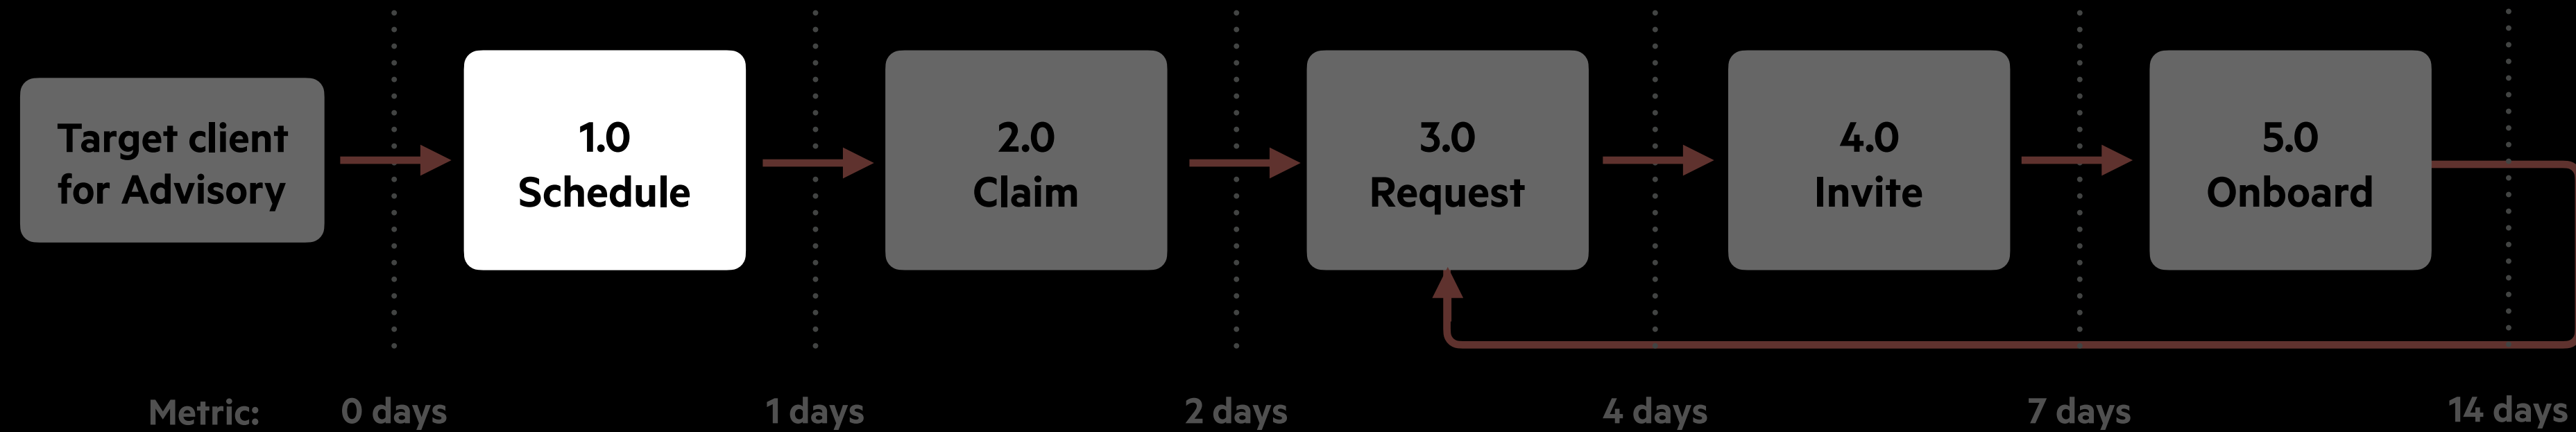 Target client
for Advisory
1.0
Schedule
2.0
Claim
3.0
Request
4.0
Invite
5.0
Onboard
Metric:
0 days
1 days
2 days
4 days
7 days
14 days